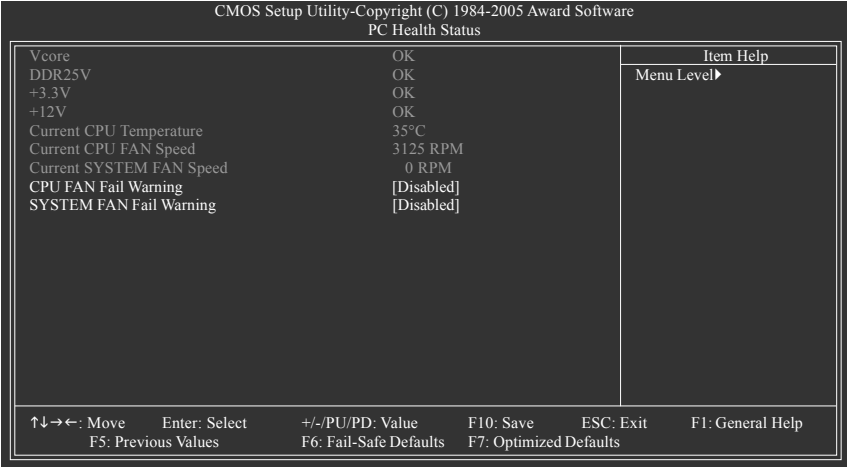 CMOS Setup Utility-Copyright (C) 1984-2005 Award Software
PC Health Status
Vcore OK
DDR25V OK
+3.3V OK
+12V OK
Current CPU Temperature 35°C
Current CPU FAN Speed 3125 RPM
Current SYSTEM FAN Speed 0 RPM
CPU FAN Fail Warning [Disabled]
SYSTEM FAN Fail Warning [Disabled]
Item Help
Menu Level▶
↑↓→←: Move Enter: Select +/-/PU/PD: Value F10: Save ESC: Exit F1: General Help
F5: Previous Values F6: Fail-Safe Defaults F7: Optimized Defaults